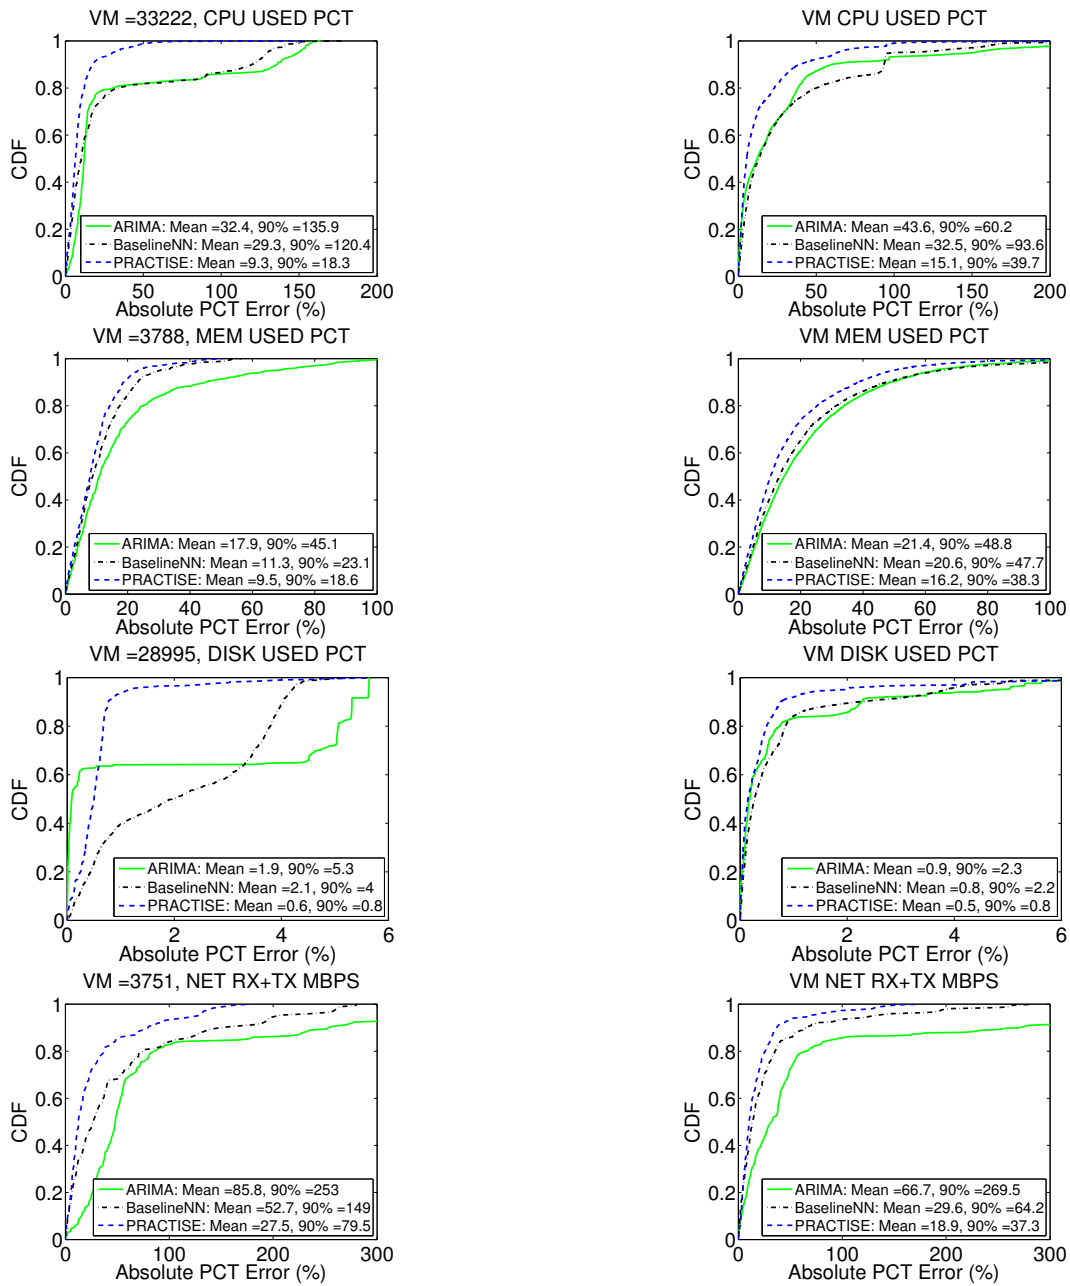 VM =33222, CPU USED PCT
1
0.8
0.6
0.4
0.2
0
CDF
ARIMA: Mean =32.4, 90% =135.9
BaselineNN: Mean =29.3, 90% =120.4
PRACTISE: Mean =9.3, 90% =18.3
0 50 100 150 200
Absolute PCT Error (%)
VM CPU USED PCT
1
0.8
0.6
0.4
0.2
0
CDF
ARIMA: Mean =43.6, 90% =60.2
BaselineNN: Mean =32.5, 90% =93.6
PRACTISE: Mean =15.1, 90% =39.7
0 50 100 150 200
Absolute PCT Error (%)
VM =3788, MEM USED PCT
1
0.8
0.6
0.4
0.2
0
CDF
ARIMA: Mean =17.9, 90% =45.1
BaselineNN: Mean =11.3, 90% =23.1
PRACTISE: Mean =9.5, 90% =18.6
0 20 40 60 80 100
Absolute PCT Error (%)
VM MEM USED PCT
1
0.8
0.6
0.4
0.2
0
CDF
ARIMA: Mean =21.4, 90% =48.8
BaselineNN: Mean =20.6, 90% =47.7
PRACTISE: Mean =16.2, 90% =38.3
0 20 40 60 80 100
Absolute PCT Error (%)
VM =28995, DISK USED PCT
1
0.8
0.6
0.4
0.2
0
CDF
ARIMA: Mean =1.9, 90% =5.3
BaselineNN: Mean =2.1, 90% =4
PRACTISE: Mean =0.6, 90% =0.8
0 2 4 6
Absolute PCT Error (%)
VM DISK USED PCT
1
0.8
0.6
0.4
0.2
0
CDF
ARIMA: Mean =0.9, 90% =2.3
BaselineNN: Mean =0.8, 90% =2.2
PRACTISE: Mean =0.5, 90% =0.8
0 2 4 6
Absolute PCT Error (%)
VM =3751, NET RX+TX MBPS
1
0.8
0.6
0.4
0.2
0
CDF
ARIMA: Mean =85.8, 90% =253
BaselineNN: Mean =52.7, 90% =149
PRACTISE: Mean =27.5, 90% =79.5
0 100 200 300
Absolute PCT Error (%)
VM NET RX+TX MBPS
1
0.8
0.6
0.4
0.2
0
CDF
ARIMA: Mean =66.7, 90% =269.5
BaselineNN: Mean =29.6, 90% =64.2
PRACTISE: Mean =18.9, 90% =37.3
0 100 200 300
Absolute PCT Error (%)